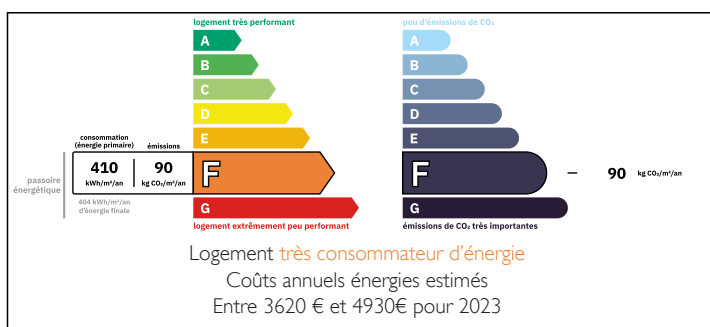 logement très performant
A
B
C
D
E
consommation
(énergie primaire)
émissions
passoire
énergétique
410
kWh/m²/an
90
kg CO₂/m²/an
F
404 kWh/m²/an
d'énergie finale
G
logement extrêmement peu performant
peu d'émissions de CO₂
A
B
C
D
E
F
90 kg CO₂/m²/an
G
émissions de CO₂ très importantes
Logement très consommateur d'énergie
Coûts annuels énergies estimés
Entre 3620 € et 4930€ pour 2023